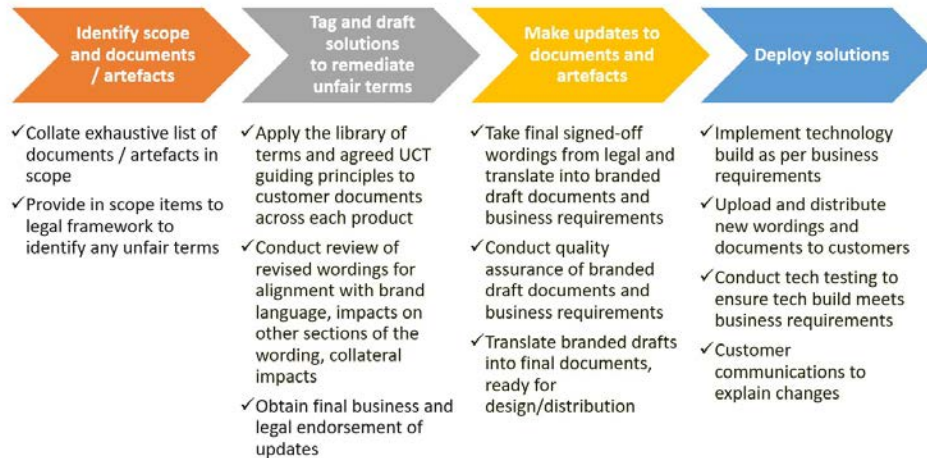 Identify scope
and documents
/ artefacts
Tag and draft
solutions
to remediate
unfair terms
Make updates to
documents and
artefacts
Deploy solutions
✓Collate exhaustive list of
documents / artefacts in
scope
✓Provide in scope items to
legal framework to
identify any unfair terms
✓Apply the library of
terms and agreed UCT
guiding principles to
customer documents
across each product
✓Conduct review of
revised wordings for
alignment with brand
language, impacts on
other sections of the
wording, collateral
impacts
✓Obtain final business and
legal endorsement of
updates
✓Take final signed-off
wordings from legal and
translate into branded
draft documents and
business requirements
✓Conduct quality
assurance of branded
draft documents and
business requirements
✓Translate branded drafts
into final documents,
ready for
design/distribution
✓Implement technology
build as per business
requirements
✓Upload and distribute
new wordings and
documents to customers
✓Conduct tech testing to
ensure tech build meets
business requirements
✓Customer
communications to
explain changes